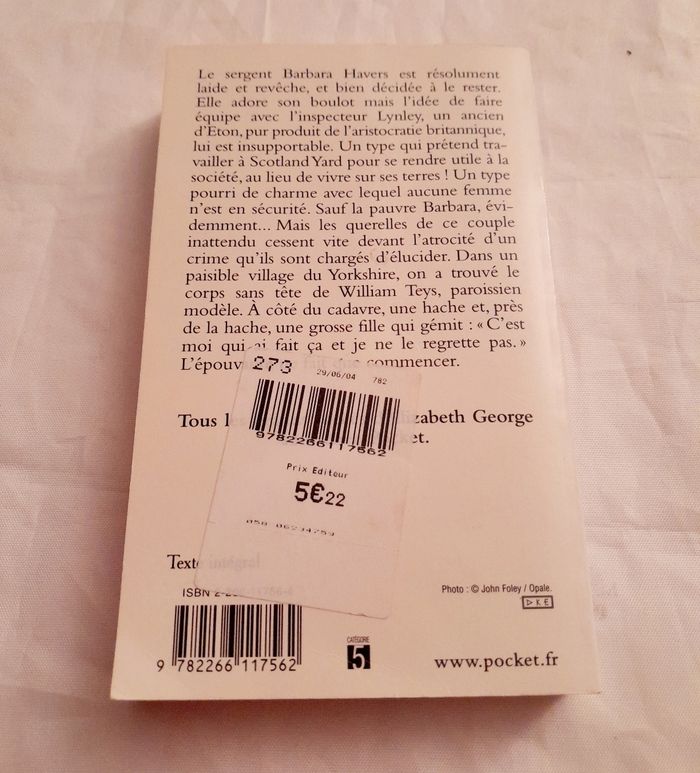 Le sergent Barbara Havers est résolument
laide et revêche, et bien décidée à le rester.
Elle adore son boulot mais l'idée de faire
équipe avec l'inspecteur Lynley, un ancien
d'Eton, pur produit de l'aristocratie britannique,
lui est insupportable. Un type qui prétend tra-
vailler à Scotland Yard pour se rendre utile à la
société, au lieu de vivre sur ses terres ! Un type
pourri de charme avec lequel aucune femme
n'est en sécurité. Sauf la pauvre Barbara, évi-
demment... Mais les querelles de ce couple
inattendu cessent vite devant l'atrocité d'un
crime qu'ils sont chargés d'élucider. Dans un
paisible village du Yorkshire, on a trouvé le
corps sans tête de William Teys, paroissien
modèle. À côté du cadavre, une hache et, près
de la hache, une grosse fille qui gémit : « C'est
moi qui ai fait ça et je ne le regrette pas. »
commencer.
273 29/06/04 782
9782266117562
Prix Editeur
5€22
058 06234759
Tous Elizabeth George
Texte intégral
ISBN
9 782266 117562
CATÉGORIE
5
Photo : © John Foley / Opale.
DKE
www.pocket.fr